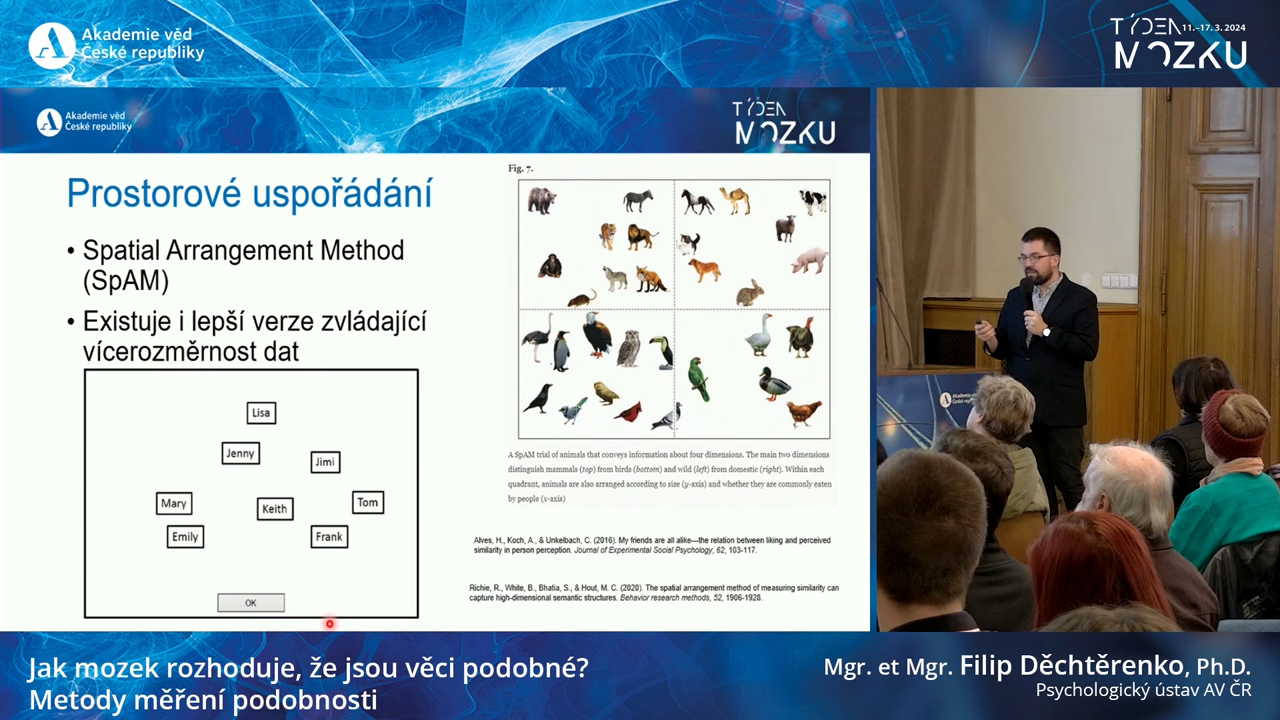 Akademie věd
České republiky
TÝDEN 11.–17. 3. 2024
MOZKU
Akademie věd
České republiky
TÝDEN
MOZKU
Prostorové uspořádání
• Spatial Arrangement Method
(SpAM)
• Existuje i lepší verze zvládající
vícerozměrnost dat
Lisa
Jenny
Jimi
Mary
Keith
Tom
Emily
Frank
OK
Fig. 7.
A SpAM trial of animals that conveys information about four dimensions. The main two dimensions
distinguish mammals (top) from birds (bottom) and wild (left) from domestic (right). Within each
quadrant, animals are also arranged according to size (y-axis) and whether they are commonly eaten
by people (x-axis)
Alves, H., Koch, A., & Unkelbach, C. (2016). My friends are all alike—the relation between liking and perceived
similarity in person perception. Journal of Experimental Social Psychology, 62, 103-117.
Richie, R., White, B., Bhatia, S., & Hout, M. C. (2020). The spatial arrangement method of measuring similarity can
capture high-dimensional semantic structures. Behavior research methods, 52, 1906-1928.
Akademie věd
České republiky
Jak mozek rozhoduje, že jsou věci podobné?
Metody měření podobnosti
Mgr. et Mgr. Filip Děchtěrenko, Ph.D.
Psychologický ústav AV ČR